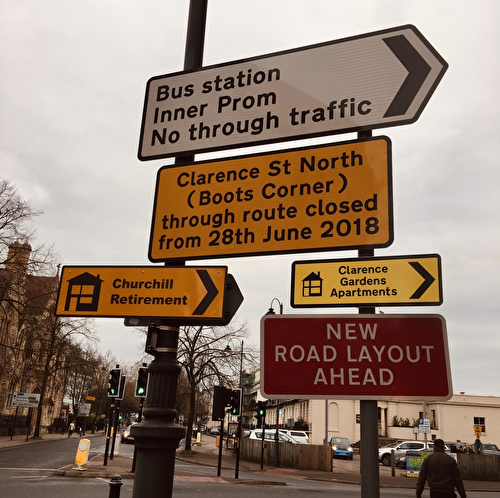 Bus station
Inner Prom
No through traffic
Clarence St North
(Boots Corner)
through route closed
from 28th June 2018
Churchill
Retirement
Clarence
Gardens
Apartments
NEW
ROAD LAYOUT
AHEAD